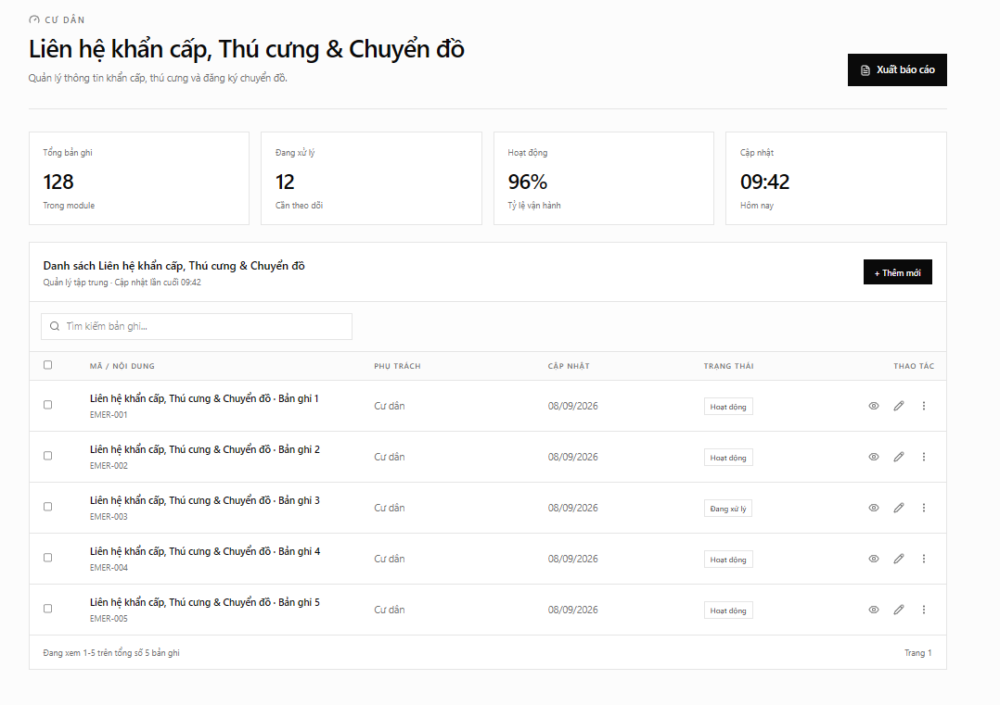 CƯ DÂN
Liên hệ khẩn cấp, Thú cưng & Chuyển đồ
Quản lý thông tin khẩn cấp, thú cưng và đăng ký chuyển đồ.
Xuất báo cáo
Tổng bản ghi
128
Trong module
Đang xử lý
12
Cần theo dõi
Hoạt động
96%
Tỷ lệ vận hành
Cập nhật
09:42
Hôm nay
Danh sách Liên hệ khẩn cấp, Thú cưng & Chuyển đồ
Quản lý tập trung · Cập nhật lần cuối 09:42
+ Thêm mới
Tìm kiếm bản ghi...
MÃ / NỘI DUNG PHỤ TRÁCH CẬP NHẬT TRẠNG THÁI THAO TÁC
Liên hệ khẩn cấp, Thú cưng & Chuyển đồ · Bản ghi 1
EMER-001
Cư dân 08/09/2026 Hoạt động
Liên hệ khẩn cấp, Thú cưng & Chuyển đồ · Bản ghi 2
EMER-002
Cư dân 08/09/2026 Hoạt động
Liên hệ khẩn cấp, Thú cưng & Chuyển đồ · Bản ghi 3
EMER-003
Cư dân 08/09/2026 Đang xử lý
Liên hệ khẩn cấp, Thú cưng & Chuyển đồ · Bản ghi 4
EMER-004
Cư dân 08/09/2026 Hoạt động
Liên hệ khẩn cấp, Thú cưng & Chuyển đồ · Bản ghi 5
EMER-005
Cư dân 08/09/2026 Hoạt động
Đang xem 1-5 trên tổng số 5 bản ghi
Trang 1